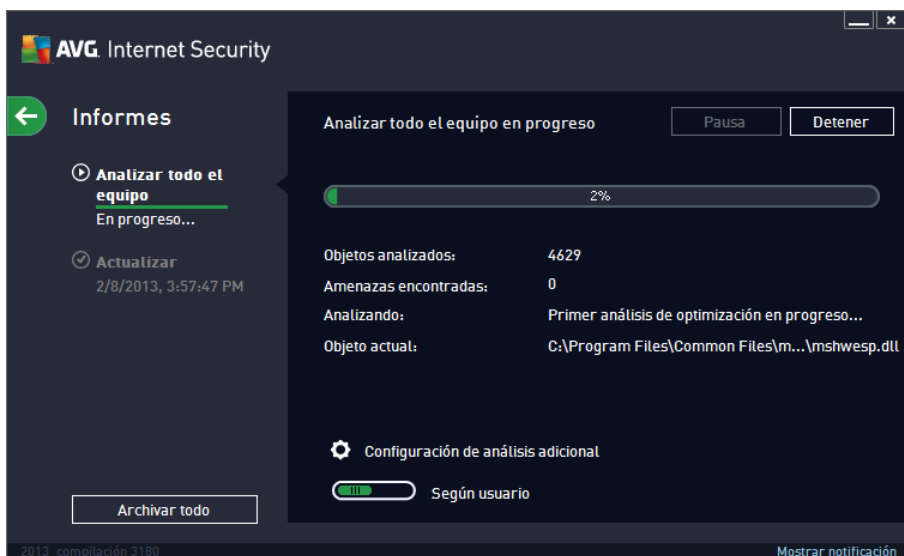 AVG. Internet Security
Informes
Analizar todo el
equipo
En progreso...
Actualizar
2/8/2013, 3:57:47 PM
Archivar todo
Analizar todo el equipo en progreso
Pausa
Detener
2%
Objetos analizados: 4629
Amenazas encontradas: 0
Analizando: Primer análisis de optimización en progreso...
Objeto actual: C:\Program Files\Common Files\m...\mshwesp.dll
Configuración de análisis adicional
Según usuario
2013 compilación 3180
Mostrar notificación